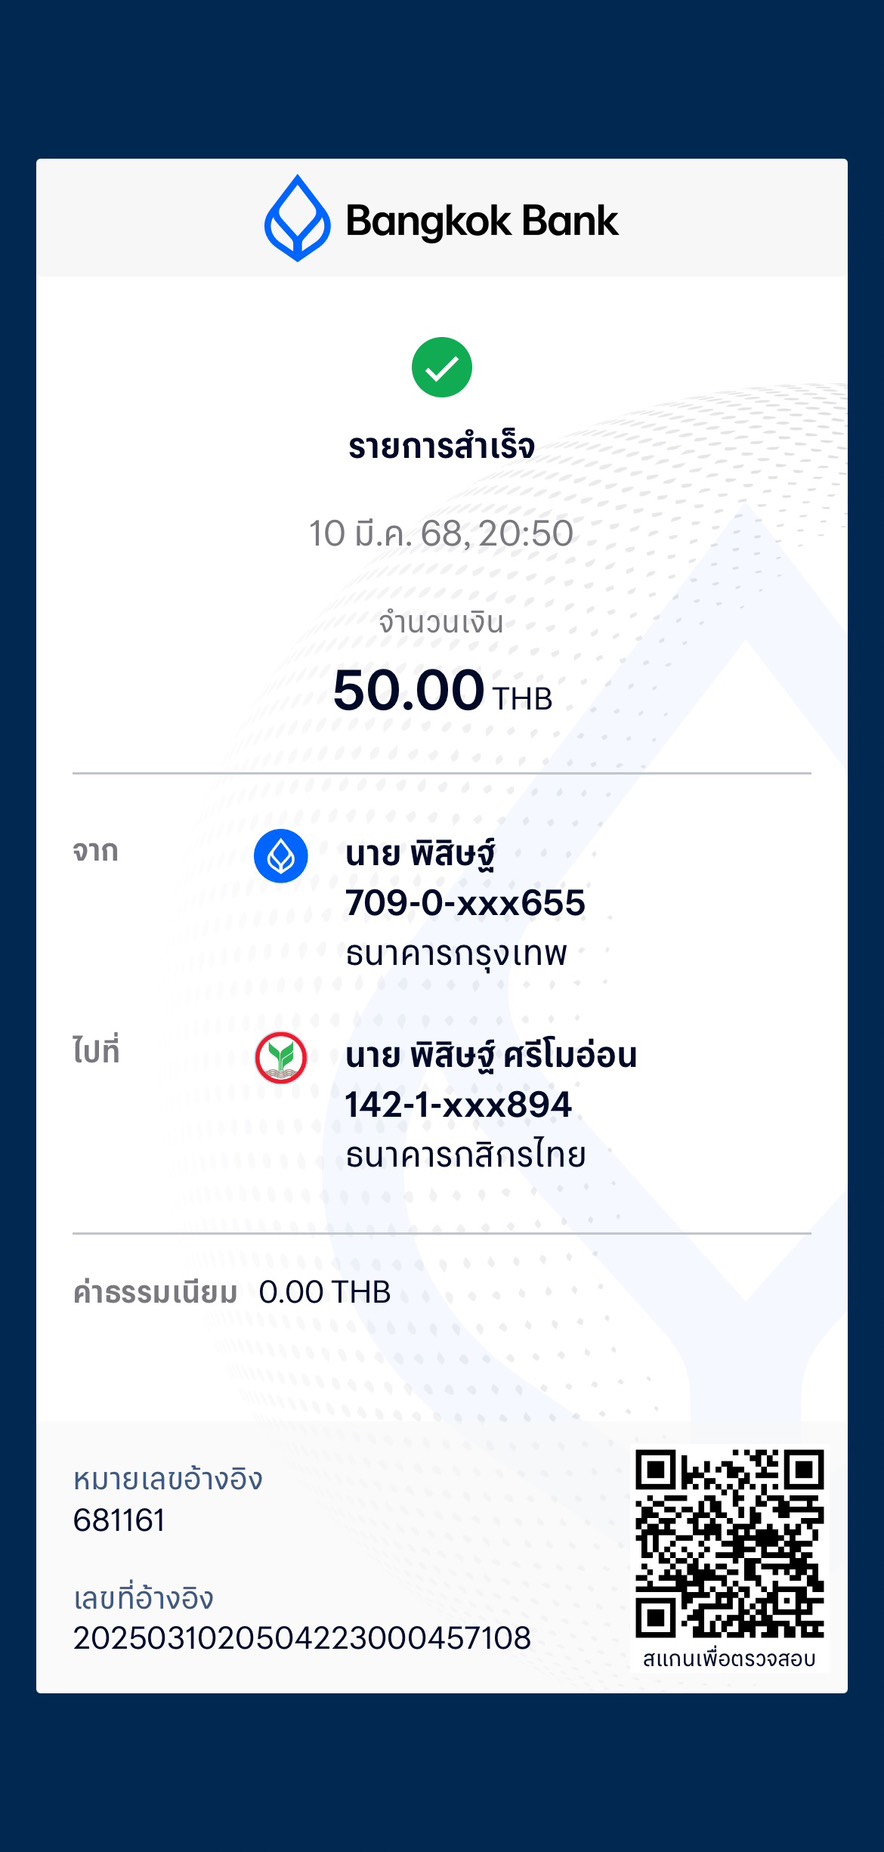 Bangkok Bank
รายการสำเร็จ
10 มี.ค. 68, 20:50
จำนวนเงิน
50.00 THB
จาก
นาย พิสิษฐ์
709-0-xxx655
ธนาคารกรุงเทพ
ไปที่
นาย พิสิษฐ์ ศรีโมอ่อน
142-1-xxx894
ธนาคารกสิกรไทย
ค่าธรรมเนียม 0.00 THB
หมายเลขอ้างอิง
681161
เลขที่อ้างอิง
2025031020504223000457108
สแกนเพื่อตรวจสอบ